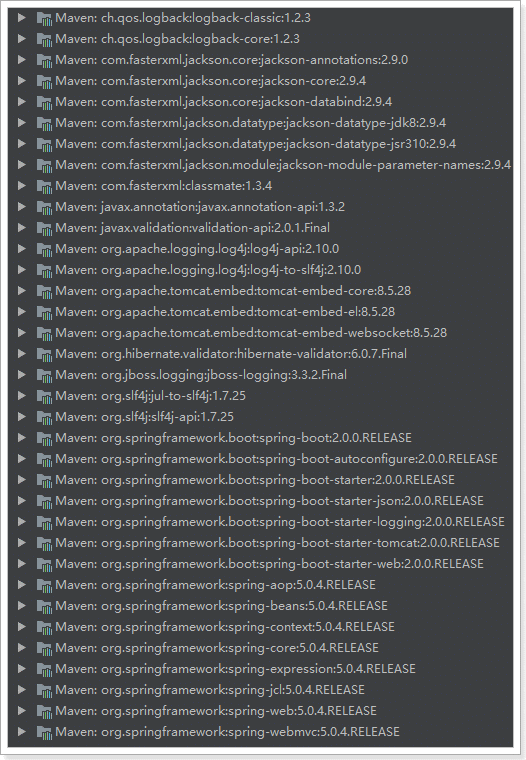 Maven: ch.qos.logback:logback-classic:1.2.3
Maven: ch.qos.logback:logback-core:1.2.3
Maven: com.fasterxml.jackson.core:jackson-annotations:2.9.0
Maven: com.fasterxml.jackson.core:jackson-core:2.9.4
Maven: com.fasterxml.jackson.core:jackson-databind:2.9.4
Maven: com.fasterxml.jackson.datatype:jackson-datatype-jdk8:2.9.4
Maven: com.fasterxml.jackson.datatype:jackson-datatype-jsr310:2.9.4
Maven: com.fasterxml.jackson.module:jackson-module-parameter-names:2.9.4
Maven: com.fasterxml:classmate:1.3.4
Maven: javax.annotation:javax.annotation-api:1.3.2
Maven: javax.validation:validation-api:2.0.1.Final
Maven: org.apache.logging.log4j:log4j-api:2.10.0
Maven: org.apache.logging.log4j:log4j-to-slf4j:2.10.0
Maven: org.apache.tomcat.embed:tomcat-embed-core:8.5.28
Maven: org.apache.tomcat.embed:tomcat-embed-el:8.5.28
Maven: org.apache.tomcat.embed:tomcat-embed-websocket:8.5.28
Maven: org.hibernate.validator:hibernate-validator:6.0.7.Final
Maven: org.jboss.logging:jboss-logging:3.3.2.Final
Maven: org.slf4j:jul-to-slf4j:1.7.25
Maven: org.slf4j:slf4j-api:1.7.25
Maven: org.springframework.boot:spring-boot:2.0.0.RELEASE
Maven: org.springframework.boot:spring-boot-autoconfigure:2.0.0.RELEASE
Maven: org.springframework.boot:spring-boot-starter:2.0.0.RELEASE
Maven: org.springframework.boot:spring-boot-starter-json:2.0.0.RELEASE
Maven: org.springframework.boot:spring-boot-starter-logging:2.0.0.RELEASE
Maven: org.springframework.boot:spring-boot-starter-tomcat:2.0.0.RELEASE
Maven: org.springframework.boot:spring-boot-starter-web:2.0.0.RELEASE
Maven: org.springframework:spring-aop:5.0.4.RELEASE
Maven: org.springframework:spring-beans:5.0.4.RELEASE
Maven: org.springframework:spring-context:5.0.4.RELEASE
Maven: org.springframework:spring-core:5.0.4.RELEASE
Maven: org.springframework:spring-expression:5.0.4.RELEASE
Maven: org.springframework:spring-jcl:5.0.4.RELEASE
Maven: org.springframework:spring-web:5.0.4.RELEASE
Maven: org.springframework:spring-webmvc:5.0.4.RELEASE